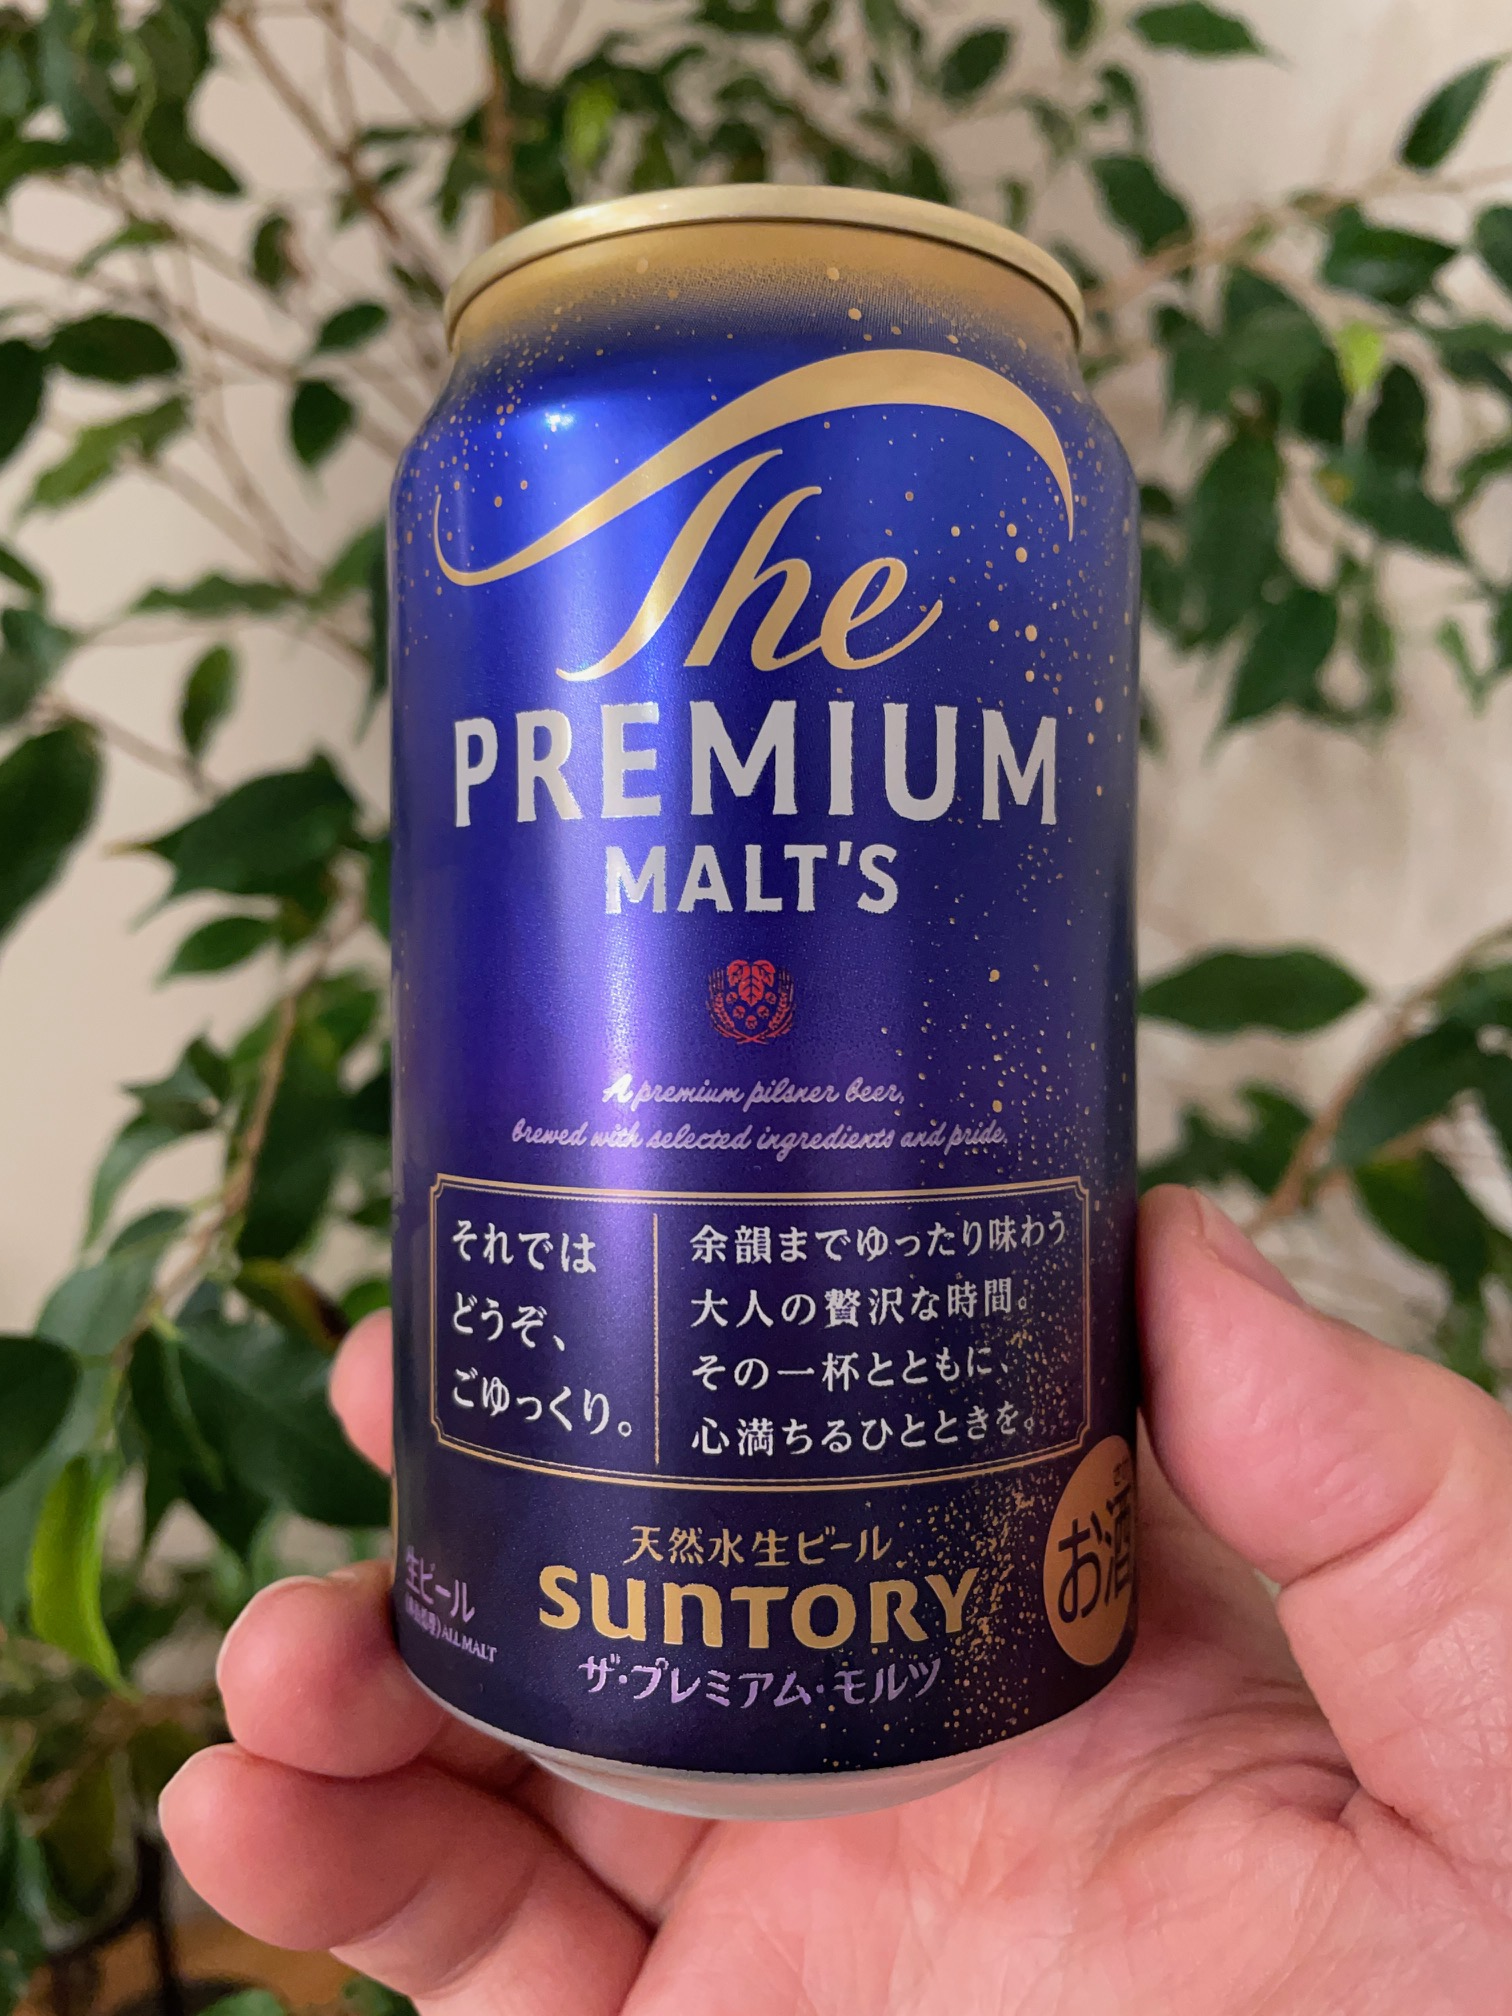 The
PREMIUM
MALT'S
A premium pilsner beer,
brewed with selected ingredients and pride.
それでは
どうぞ、
ごゆっくり。
余韻までゆったり味わう
大人の贅沢な時間。
その一杯とともに、
心満ちるひとときを。
天然水生ビール
SUNTORY
ザ・プレミアム・モルツ
生ビール
ALL MALT
お酒